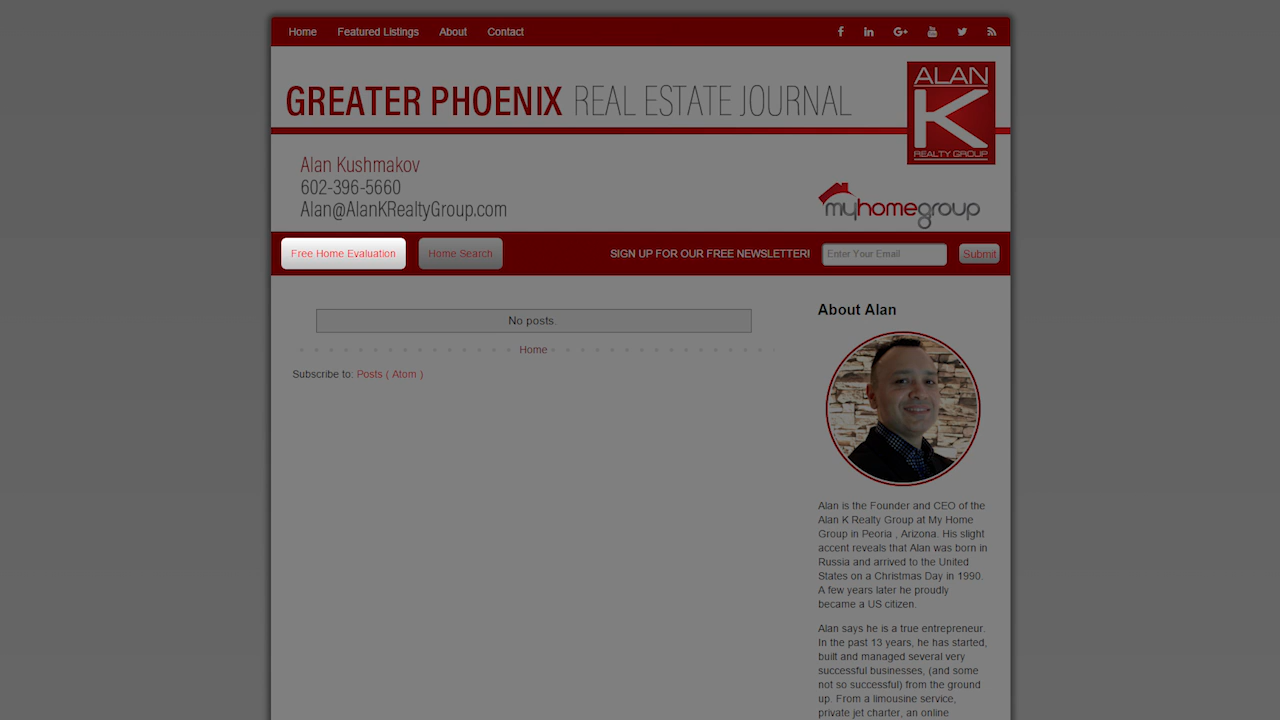 Home Featured Listings About Contact
GREATER PHOENIX REAL ESTATE JOURNAL
ALAN
K
REALTY GROUP
Alan Kushmakov
602-396-5660
Alan@AlanKRealtyGroup.com
myhomegroup
Free Home Evaluation Home Search SIGN UP FOR OUR FREE NEWSLETTER! Enter Your Email Submit
No posts.
Home
Subscribe to: Posts ( Atom )
About Alan
Alan is the Founder and CEO of the
Alan K Realty Group at My Home
Group in Peoria , Arizona. His slight
accent reveals that Alan was born in
Russia and arrived to the United
States on a Christmas Day in 1990.
A few years later he proudly
became a US citizen.
Alan says he is a true entrepreneur.
In the past 13 years, he has started,
built and managed several very
successful businesses, (and some
not so successful) from the ground
up. From a limousine service,
private jet charter, an online